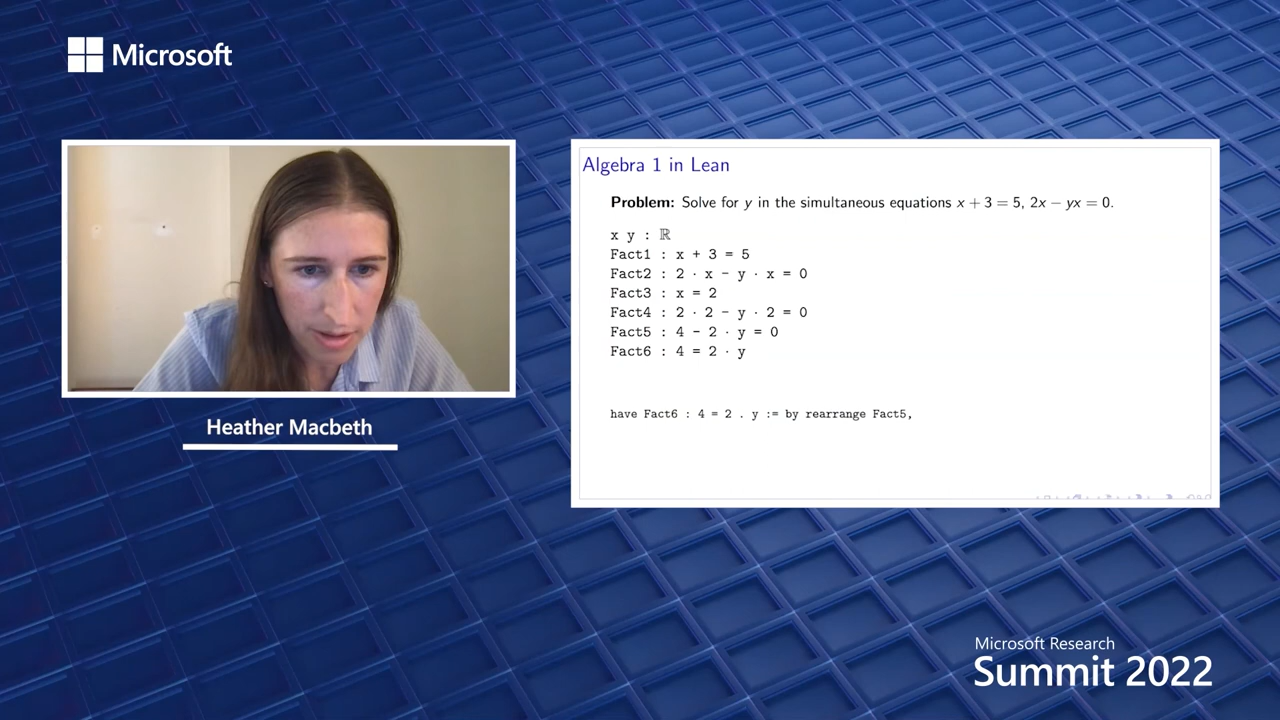 Microsoft
Heather Macbeth
Algebra 1 in Lean
Problem: Solve for y in the simultaneous equations x + 3 = 5, 2x − yx = 0.
x y : ℝ
Fact1 : x + 3 = 5
Fact2 : 2 · x - y · x = 0
Fact3 : x = 2
Fact4 : 2 · 2 - y · 2 = 0
Fact5 : 4 - 2 · y = 0
Fact6 : 4 = 2 · y
have Fact6 : 4 = 2 . y := by rearrange Fact5,
Microsoft Research
Summit 2022